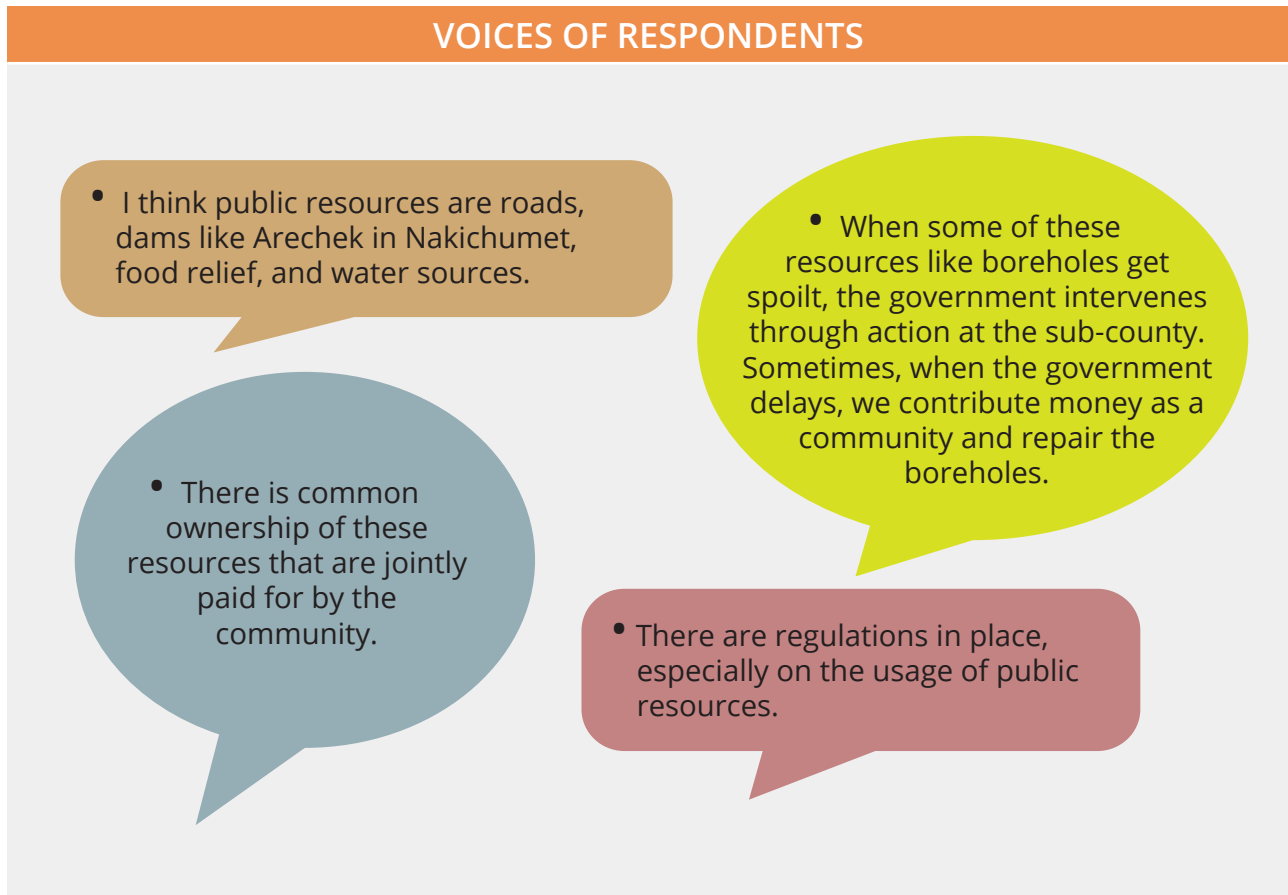 VOICES OF RESPONDENTS
• I think public resources are roads,
dams like Arechek in Nakichumet,
food relief, and water sources.
• When some of these
resources like boreholes get
spoilt, the government intervenes
through action at the sub-county.
Sometimes, when the government
delays, we contribute money as a
community and repair the
boreholes.
• There is common
ownership of these
resources that are jointly
paid for by the
community.
• There are regulations in place,
especially on the usage of public
resources.